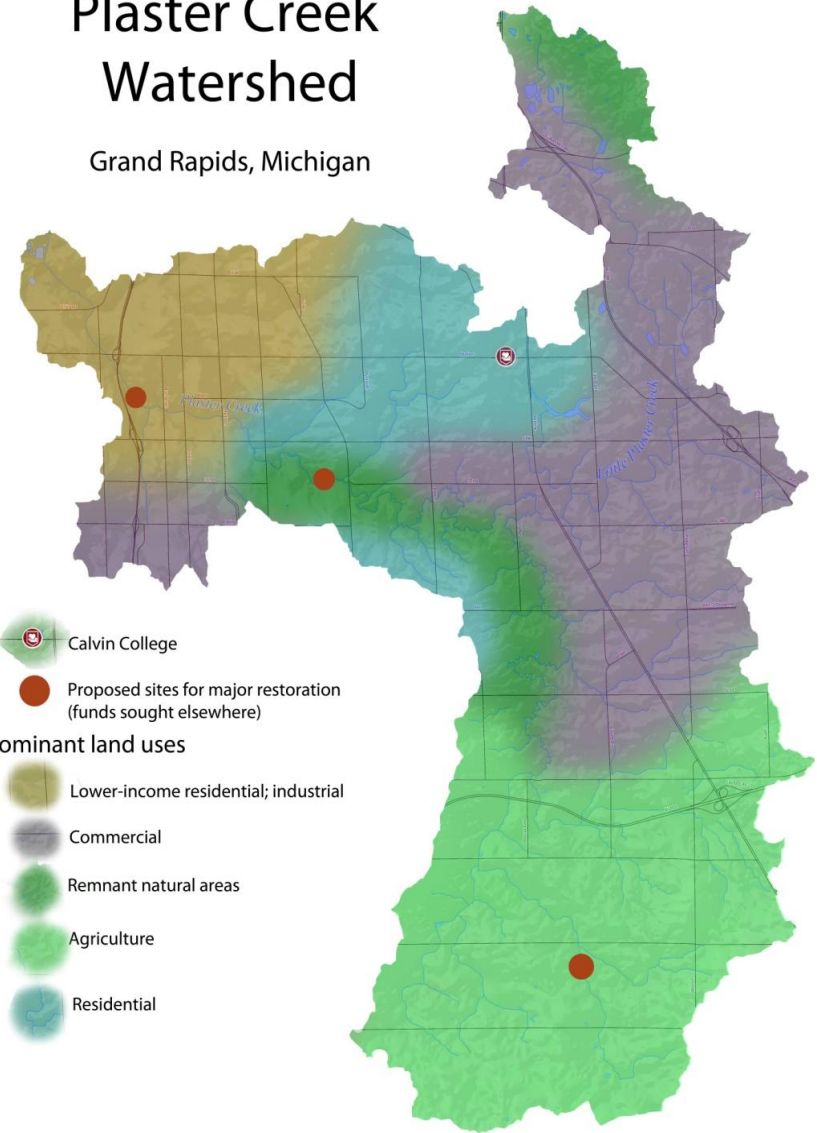 Plaster Creek
Watershed
Grand Rapids, Michigan
Plaster Creek
Little Plaster Creek
Calvin College
Proposed sites for major restoration
(funds sought elsewhere)
ominant land uses
Lower-income residential; industrial
Commercial
Remnant natural areas
Agriculture
Residential